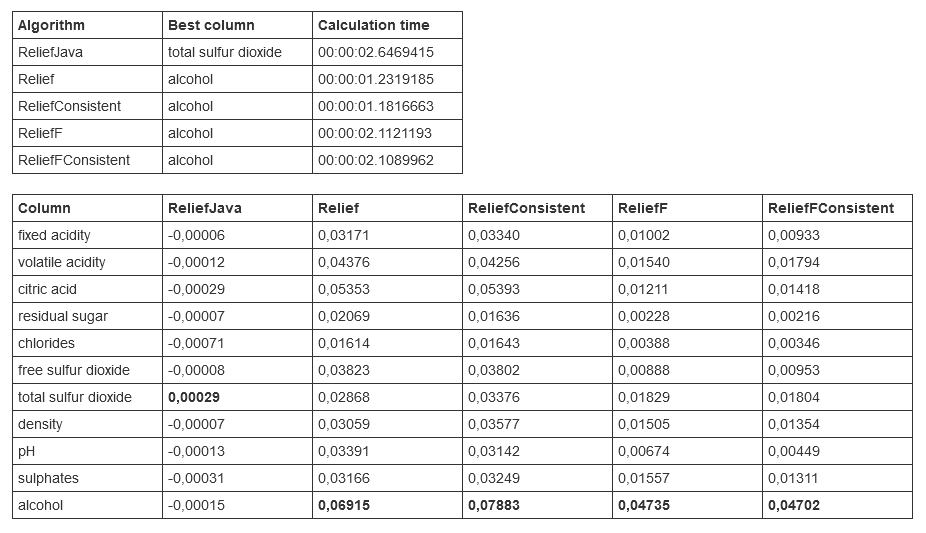 Algorithm Best column Calculation time
ReliefJava total sulfur dioxide 00:00:02.6469415
Relief alcohol 00:00:01.2319185
ReliefConsistent alcohol 00:00:01.1816663
ReliefF alcohol 00:00:02.1121193
ReliefFConsistent alcohol 00:00:02.1089962
Column ReliefJava Relief ReliefConsistent ReliefF ReliefFConsistent
fixed acidity -0,00006 0,03171 0,03340 0,01002 0,00933
volatile acidity -0,00012 0,04376 0,04256 0,01540 0,01794
citric acid -0,00029 0,05353 0,05393 0,01211 0,01418
residual sugar -0,00007 0,02069 0,01636 0,00228 0,00216
chlorides -0,00071 0,01614 0,01643 0,00388 0,00346
free sulfur dioxide -0,00008 0,03823 0,03802 0,00888 0,00953
total sulfur dioxide 0,00029 0,02868 0,03376 0,01829 0,01804
density -0,00007 0,03059 0,03577 0,01505 0,01354
pH -0,00013 0,03391 0,03142 0,00674 0,00449
sulphates -0,00031 0,03166 0,03249 0,01557 0,01311
alcohol -0,00015 0,06915 0,07883 0,04735 0,04702